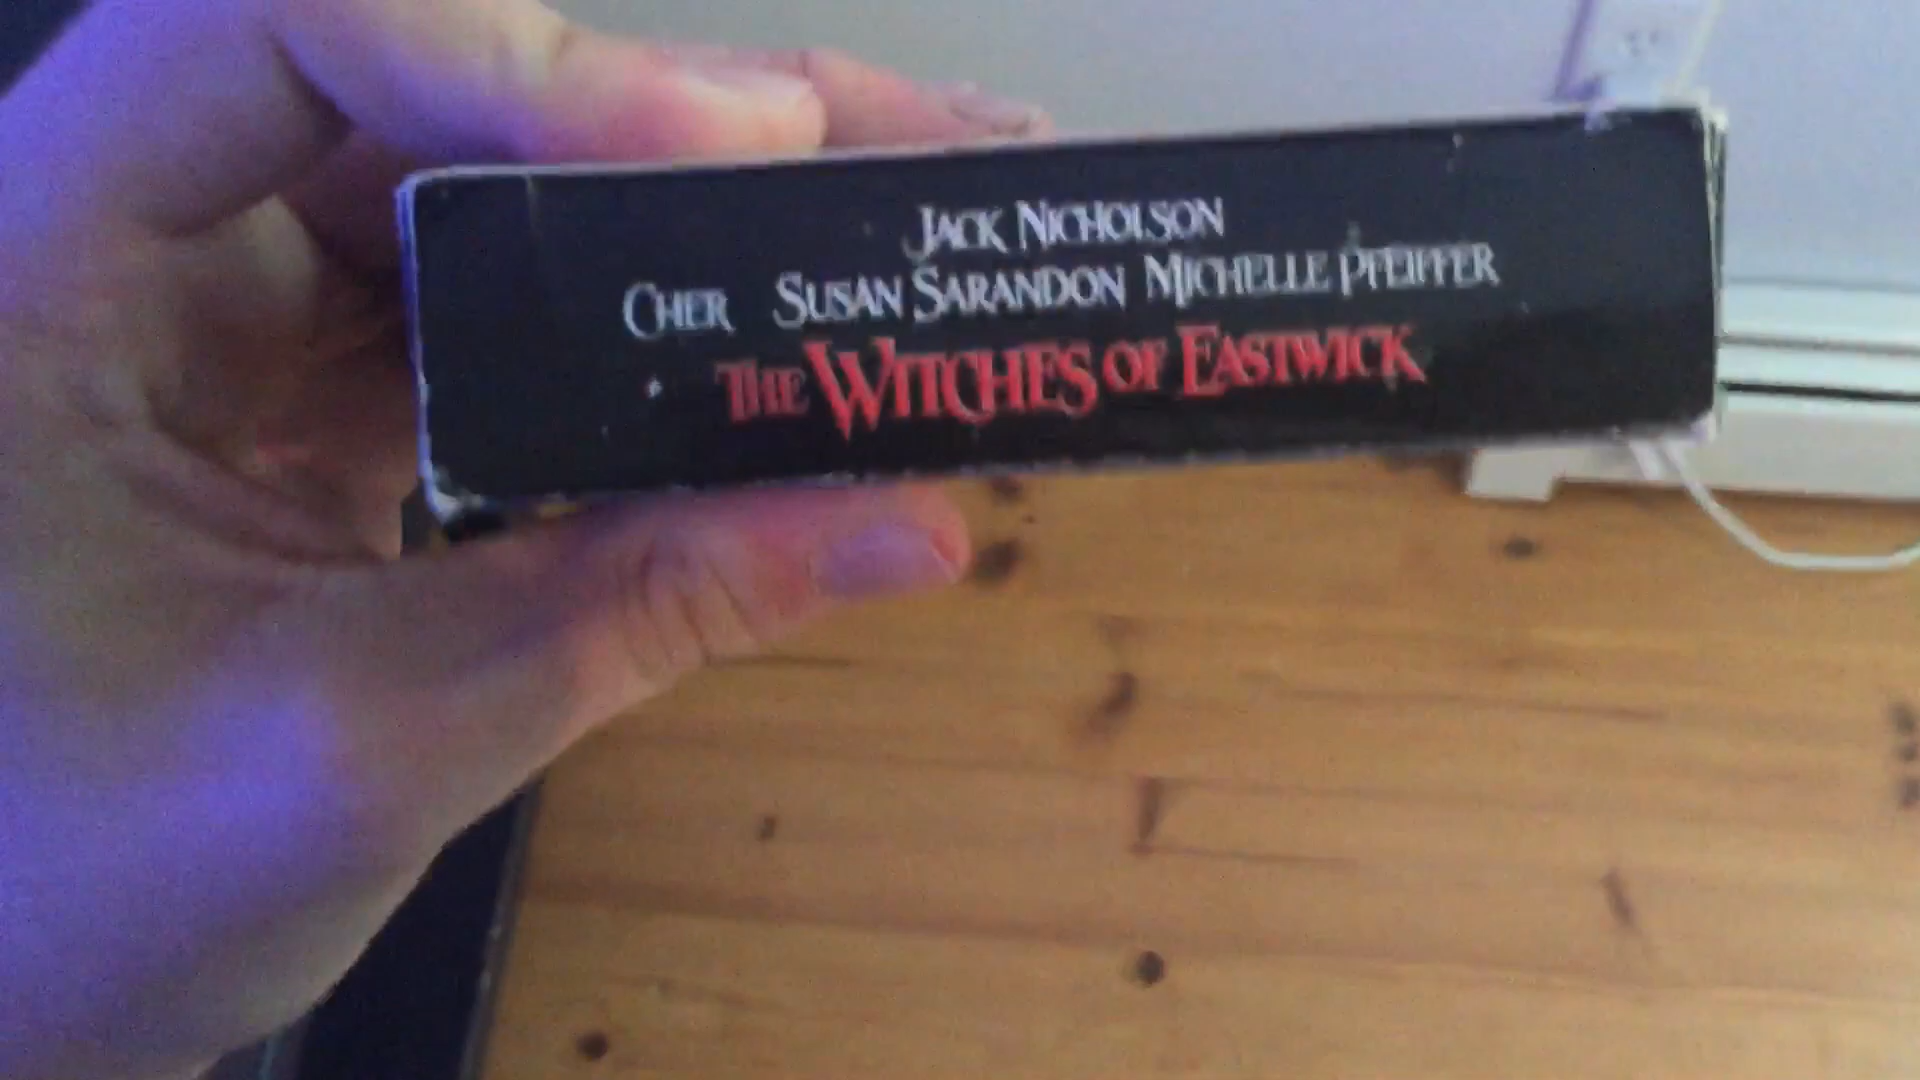 JACK NICHOLSON
CHER SUSAN SARANDON MICHELLE PFEIFFER
THE WITCHES OF EASTWICK